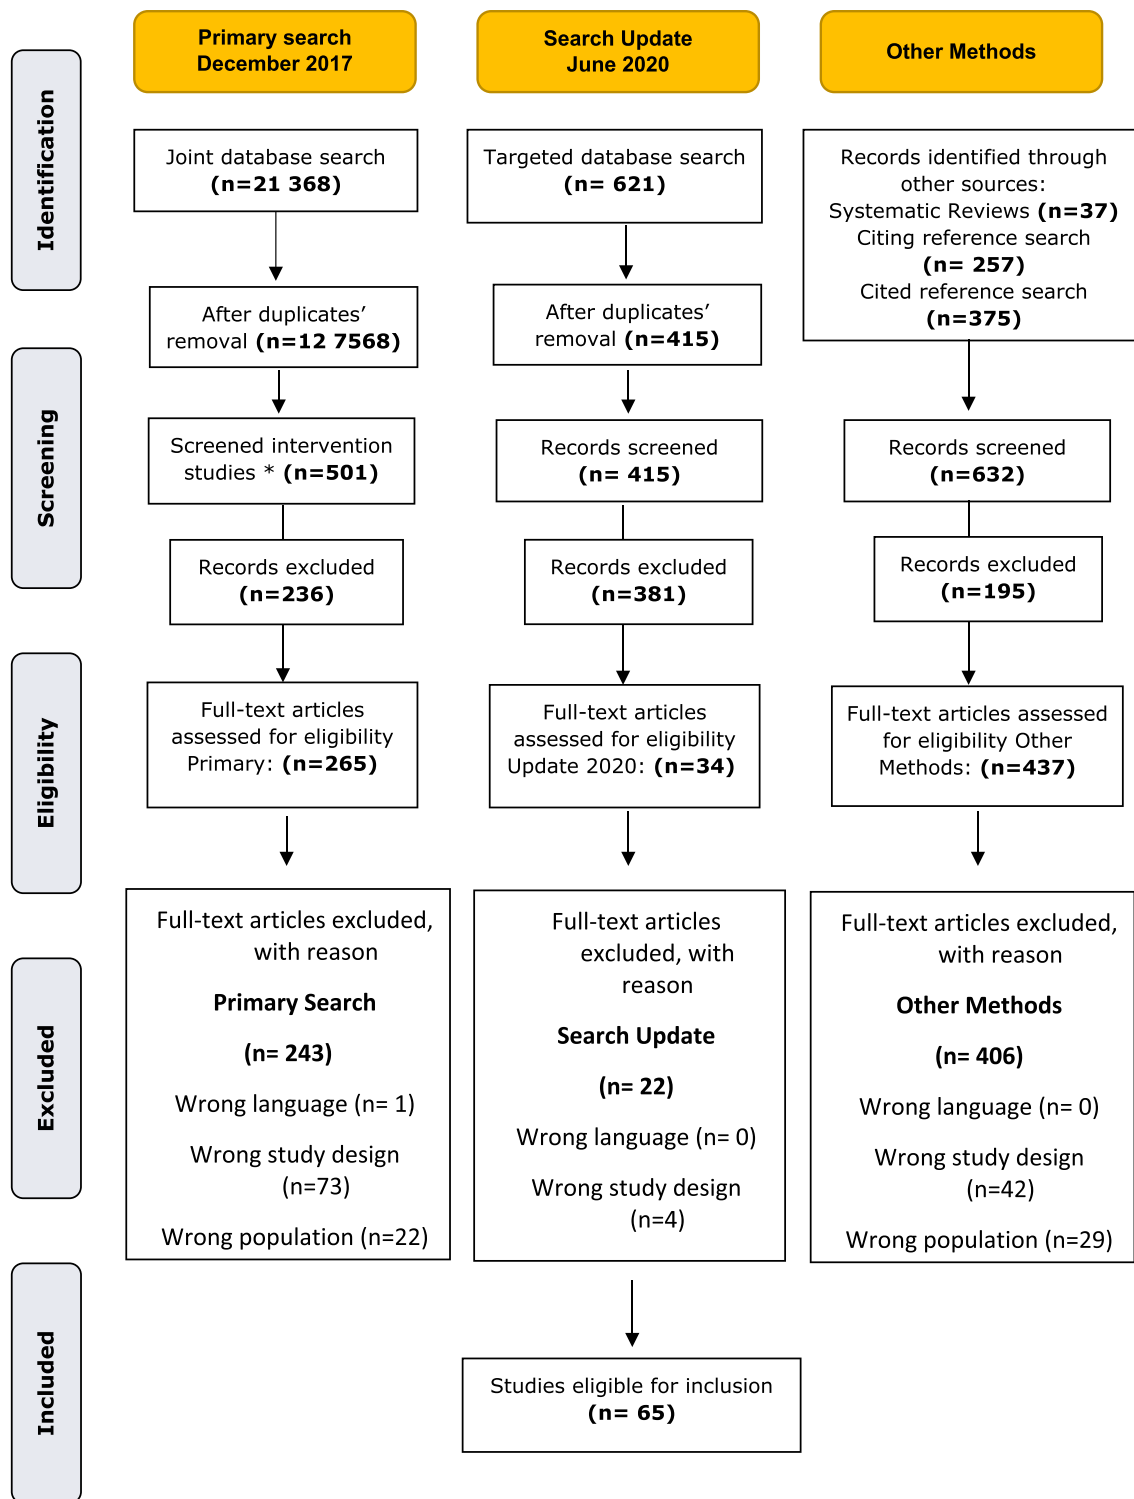 Primary search
December 2017
Search Update
June 2020
Other Methods
Identification
Joint database search
(n=21 368)
Targeted database search
(n= 621)
Records identified through
other sources:
Systematic Reviews (n=37)
Citing reference search
(n= 257)
Cited reference search
(n=375)
After duplicates’
removal (n=12 7568)
After duplicates’
removal (n=415)
Screening
Screened intervention
studies * (n=501)
Records screened
(n= 415)
Records screened
(n=632)
Records excluded
(n=236)
Records excluded
(n=381)
Records excluded
(n=195)
Eligibility
Full-text articles
assessed for eligibility
Primary: (n=265)
Full-text articles
assessed for eligibility
Update 2020: (n=34)
Full-text articles assessed
for eligibility Other
Methods: (n=437)
Excluded
Full-text articles excluded,
with reason
Primary Search
(n= 243)
Wrong language (n= 1)
Wrong study design
(n=73)
Wrong population (n=22)
Full-text articles
excluded, with
reason
Search Update
(n= 22)
Wrong language (n= 0)
Wrong study design
(n=4)
Full-text articles excluded,
with reason
Other Methods
(n= 406)
Wrong language (n= 0)
Wrong study design
(n=42)
Wrong population (n=29)
Included
Studies eligible for inclusion
(n= 65)